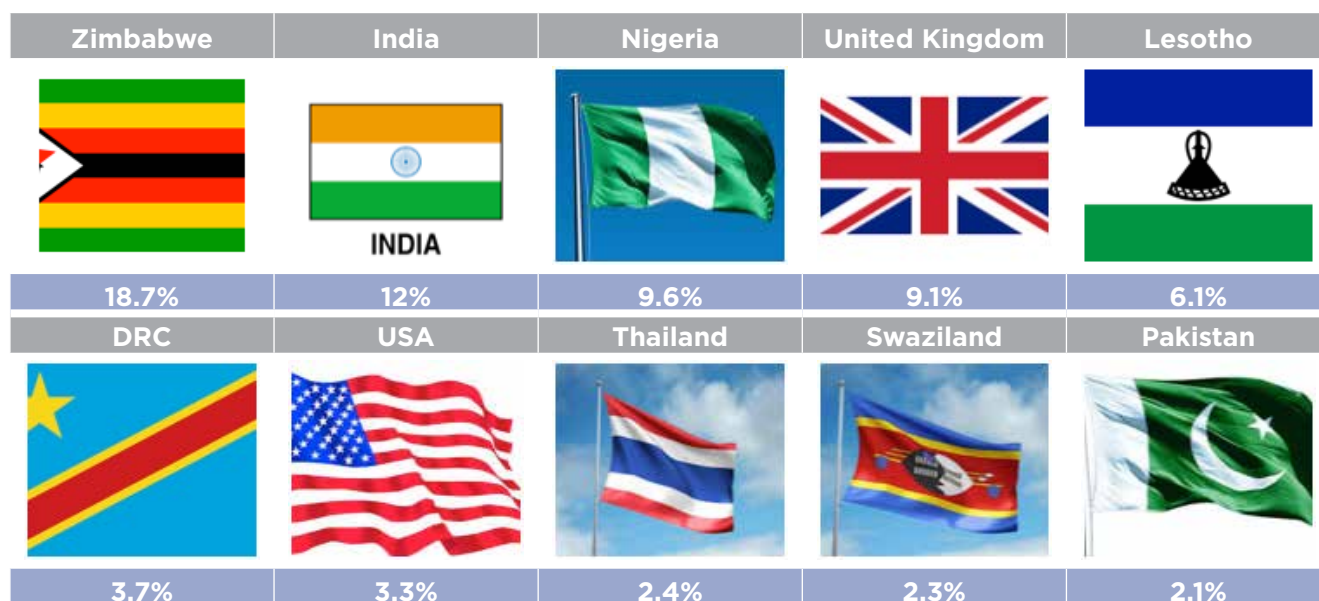 Zimbabwe India Nigeria United Kingdom Lesotho
INDIA
18.7% 12% 9.6% 9.1% 6.1%
DRC USA Thailand Swaziland Pakistan
3.7% 3.3% 2.4% 2.3% 2.1%